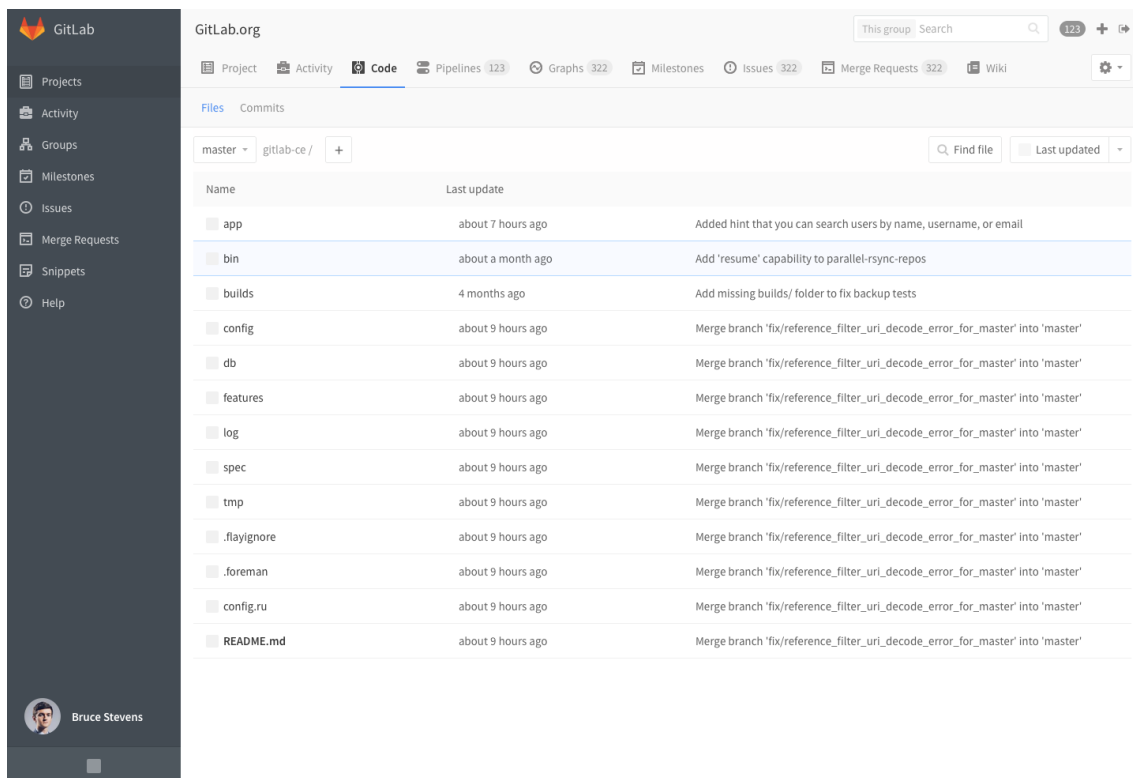 GitLab
GitLab.org
This group Search 123
Project Activity Code Pipelines 123 Graphs 322 Milestones Issues 322 Merge Requests 322 Wiki
Projects
Activity
Groups
Milestones
Issues
Merge Requests
Snippets
Help
Files Commits
master gitlab-ce / + Find file Last updated
Name Last update
app about 7 hours ago Added hint that you can search users by name, username, or email
bin about a month ago Add 'resume' capability to parallel-rsync-repos
builds 4 months ago Add missing builds/ folder to fix backup tests
config about 9 hours ago Merge branch 'fix/reference_filter_uri_decode_error_for_master' into 'master'
db about 9 hours ago Merge branch 'fix/reference_filter_uri_decode_error_for_master' into 'master'
features about 9 hours ago Merge branch 'fix/reference_filter_uri_decode_error_for_master' into 'master'
log about 9 hours ago Merge branch 'fix/reference_filter_uri_decode_error_for_master' into 'master'
spec about 9 hours ago Merge branch 'fix/reference_filter_uri_decode_error_for_master' into 'master'
tmp about 9 hours ago Merge branch 'fix/reference_filter_uri_decode_error_for_master' into 'master'
.flayignore about 9 hours ago Merge branch 'fix/reference_filter_uri_decode_error_for_master' into 'master'
.foreman about 9 hours ago Merge branch 'fix/reference_filter_uri_decode_error_for_master' into 'master'
config.ru about 9 hours ago Merge branch 'fix/reference_filter_uri_decode_error_for_master' into 'master'
README.md about 9 hours ago Merge branch 'fix/reference_filter_uri_decode_error_for_master' into 'master'
Bruce Stevens